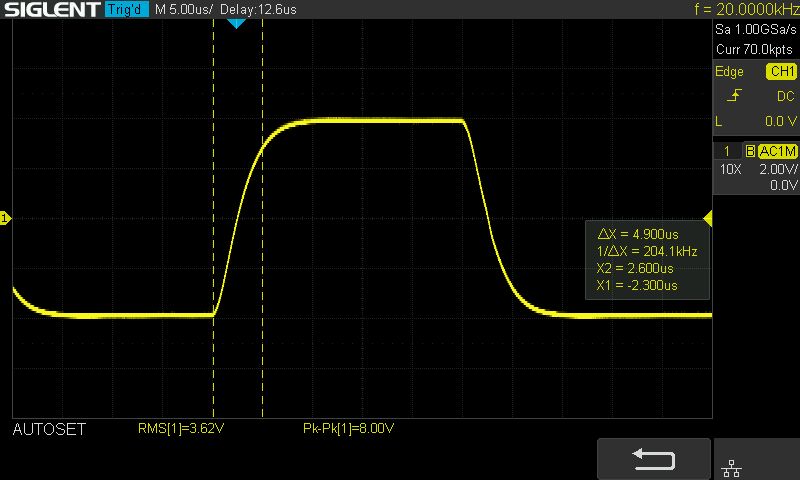 SIGLENT Trig'd M 5.00us/ Delay:12.6us f = 20.0000kHz
Sa 1.00GSa/s
Curr 70.0kpts
Edge CH1
DC
L 0.0 V
1 B AC1M
10X 2.00V/
0.0V
1
ΔX = 4.900us
1/ΔX = 204.1kHz
X2 = 2.600us
X1 = -2.300us
AUTOSET RMS[1]=3.62V Pk-Pk[1]=8.00V